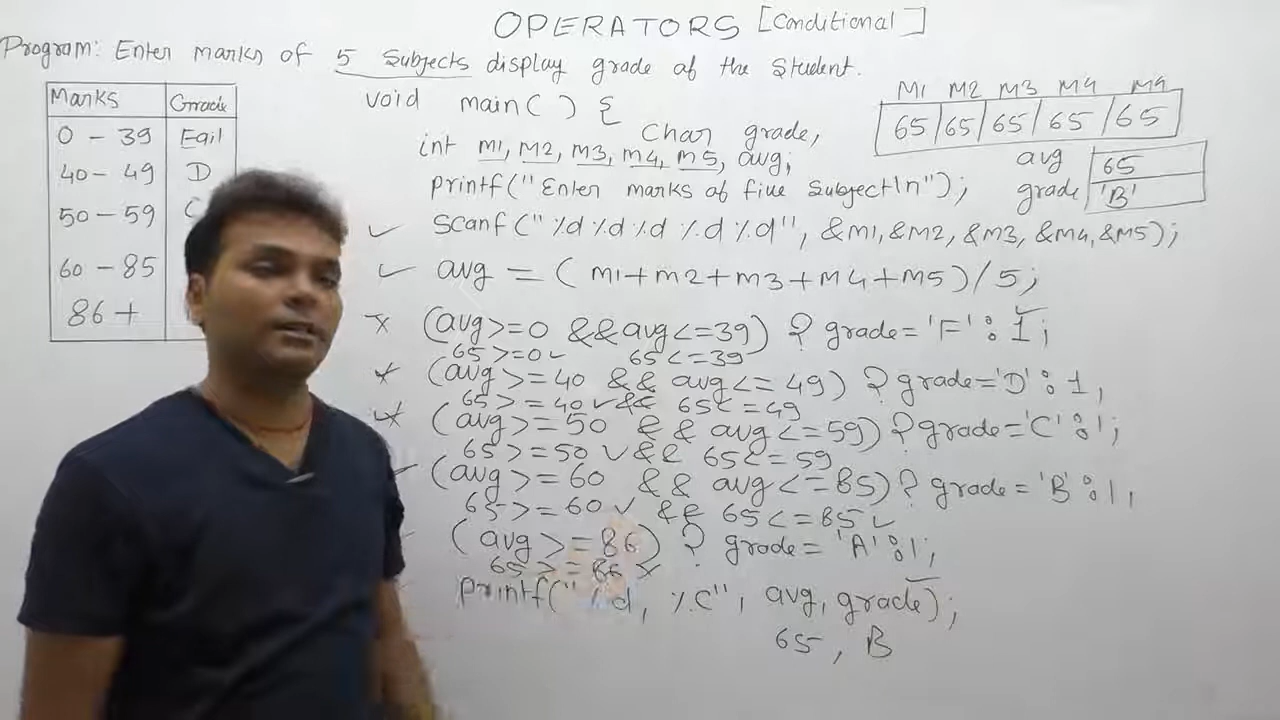 OPERATORS [Conditional]
Program: Enter marks of 5 Subjects display grade of the Student.
Marks Grade
0 - 39 Fail
40 - 49 D
50 - 59 C
60 - 85
86 +
void main( ) {
char grade,
int m1, m2, m3, m4, m5, avg;
printf("Enter marks of five Subject\n");
scanf("%d %d %d %d %d", &m1, &m2, &m3, &m4, &m5);
avg = ( m1+m2+m3+m4+m5)/5;
(avg>=0 && avg<=39) ? grade='F' : 1;
65>=0✓ 65<=39
(avg >= 40 && avg <= 49) ? grade='D' : 1,
65>=40✓&& 65<=49
(avg >= 50 && avg <= 59) ? grade='C' : 1;
65>=50✓&& 65<=59
(avg >= 60 && avg <= 85) ? grade='B' : 1,
65>=60✓ && 65<=85✓
(avg >= 86) ? grade='A' : 1;
65>=86 ×
printf("%d, %c", avg, grade);
65, B
M1 M2 M3 M4 M4
65 65 65 65 65
avg 65
grade 'B'